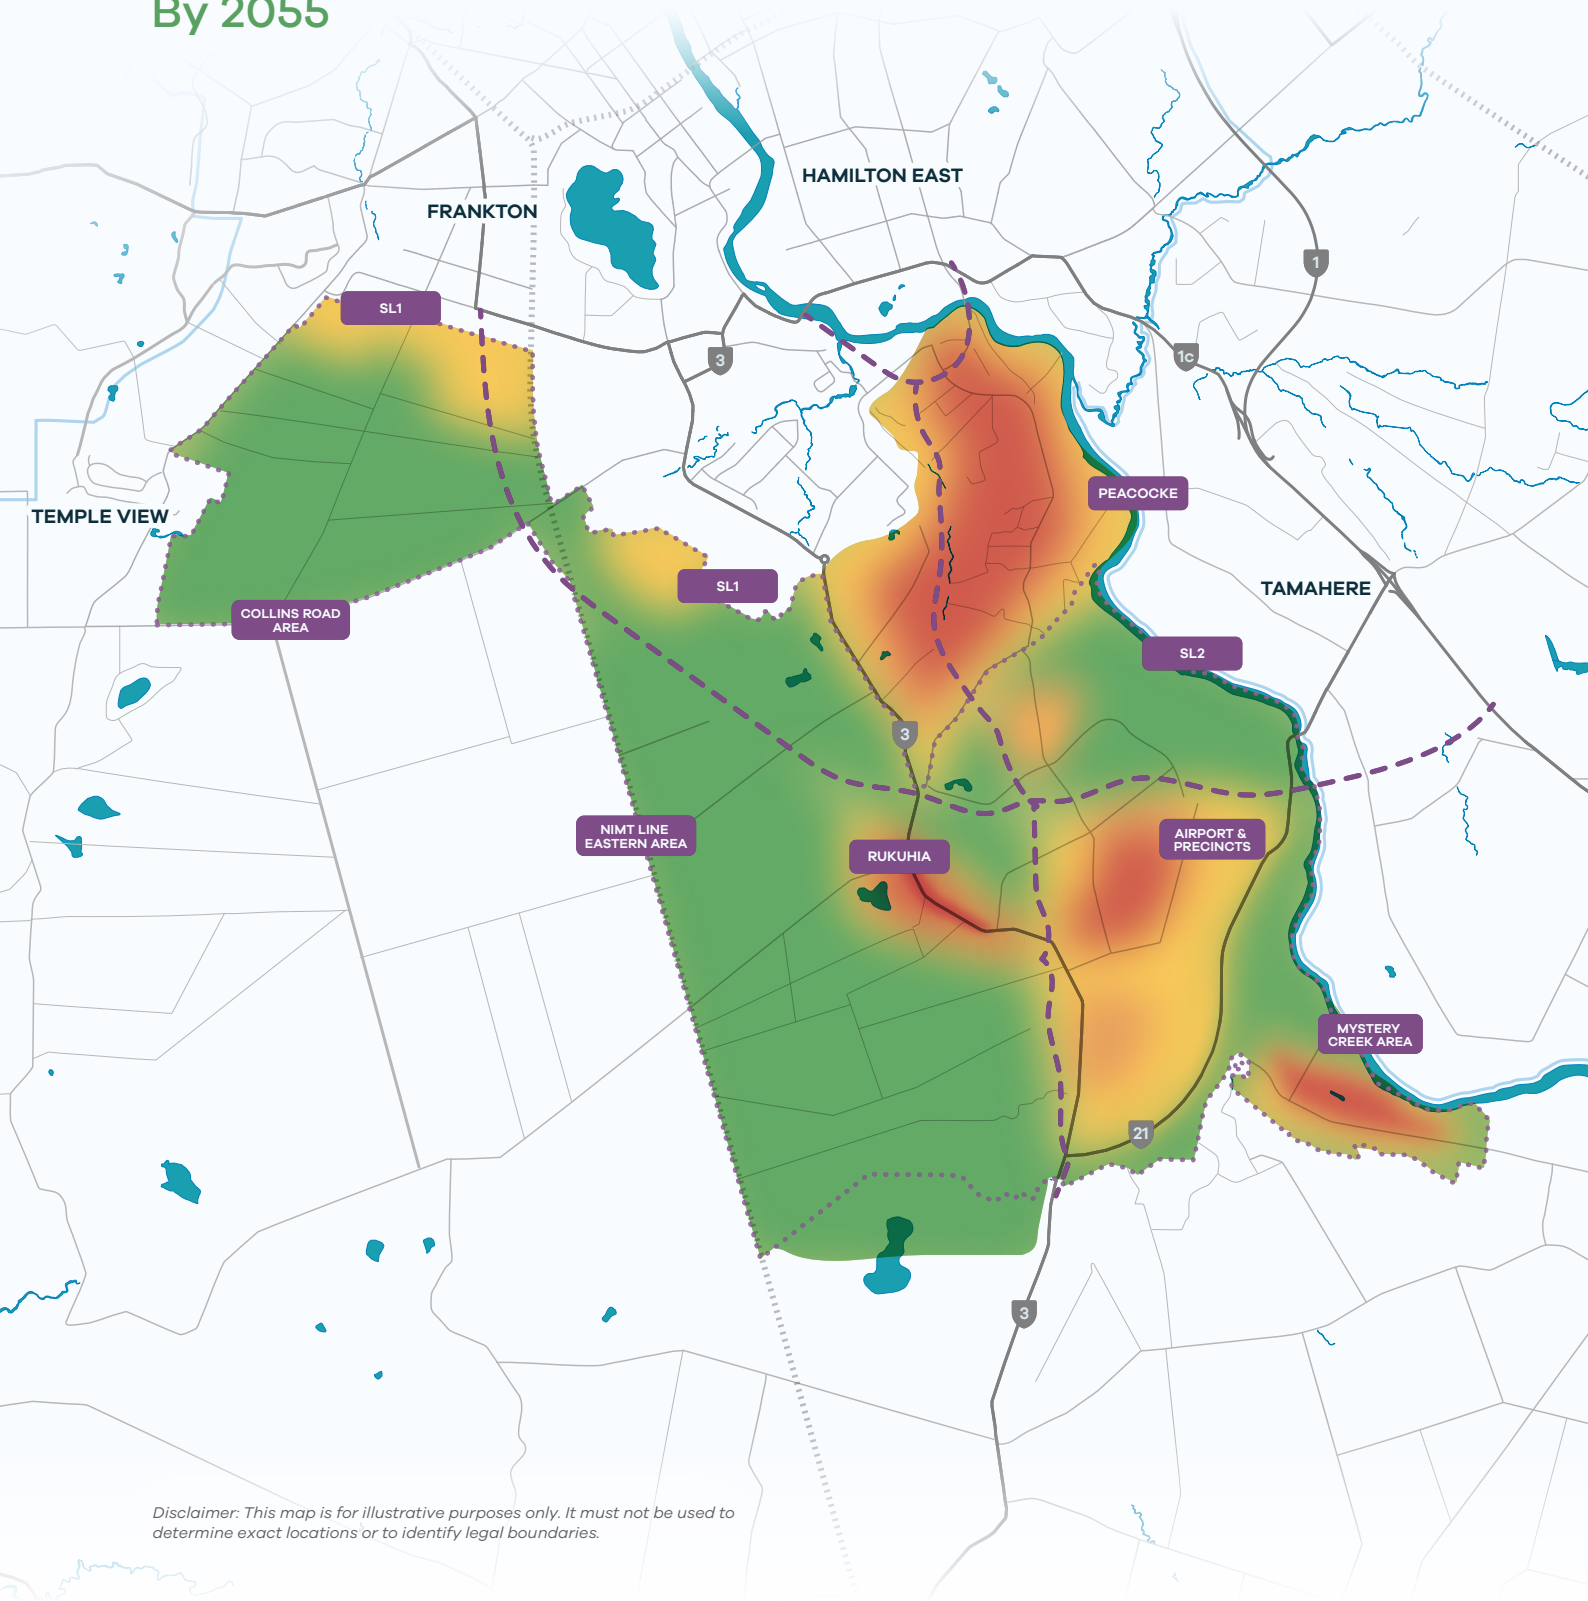 By 2055
HAMILTON EAST
FRANKTON
1
SL1
3
1c
PEACOCKE
TEMPLE VIEW
SL1
TAMAHERE
COLLINS ROAD
AREA
SL2
3
NIMT LINE
EASTERN AREA
AIRPORT &
PRECINCTS
RUKUHIA
MYSTERY
CREEK AREA
21
3
Disclaimer: This map is for illustrative purposes only. It must not be used to
determine exact locations or to identify legal boundaries.